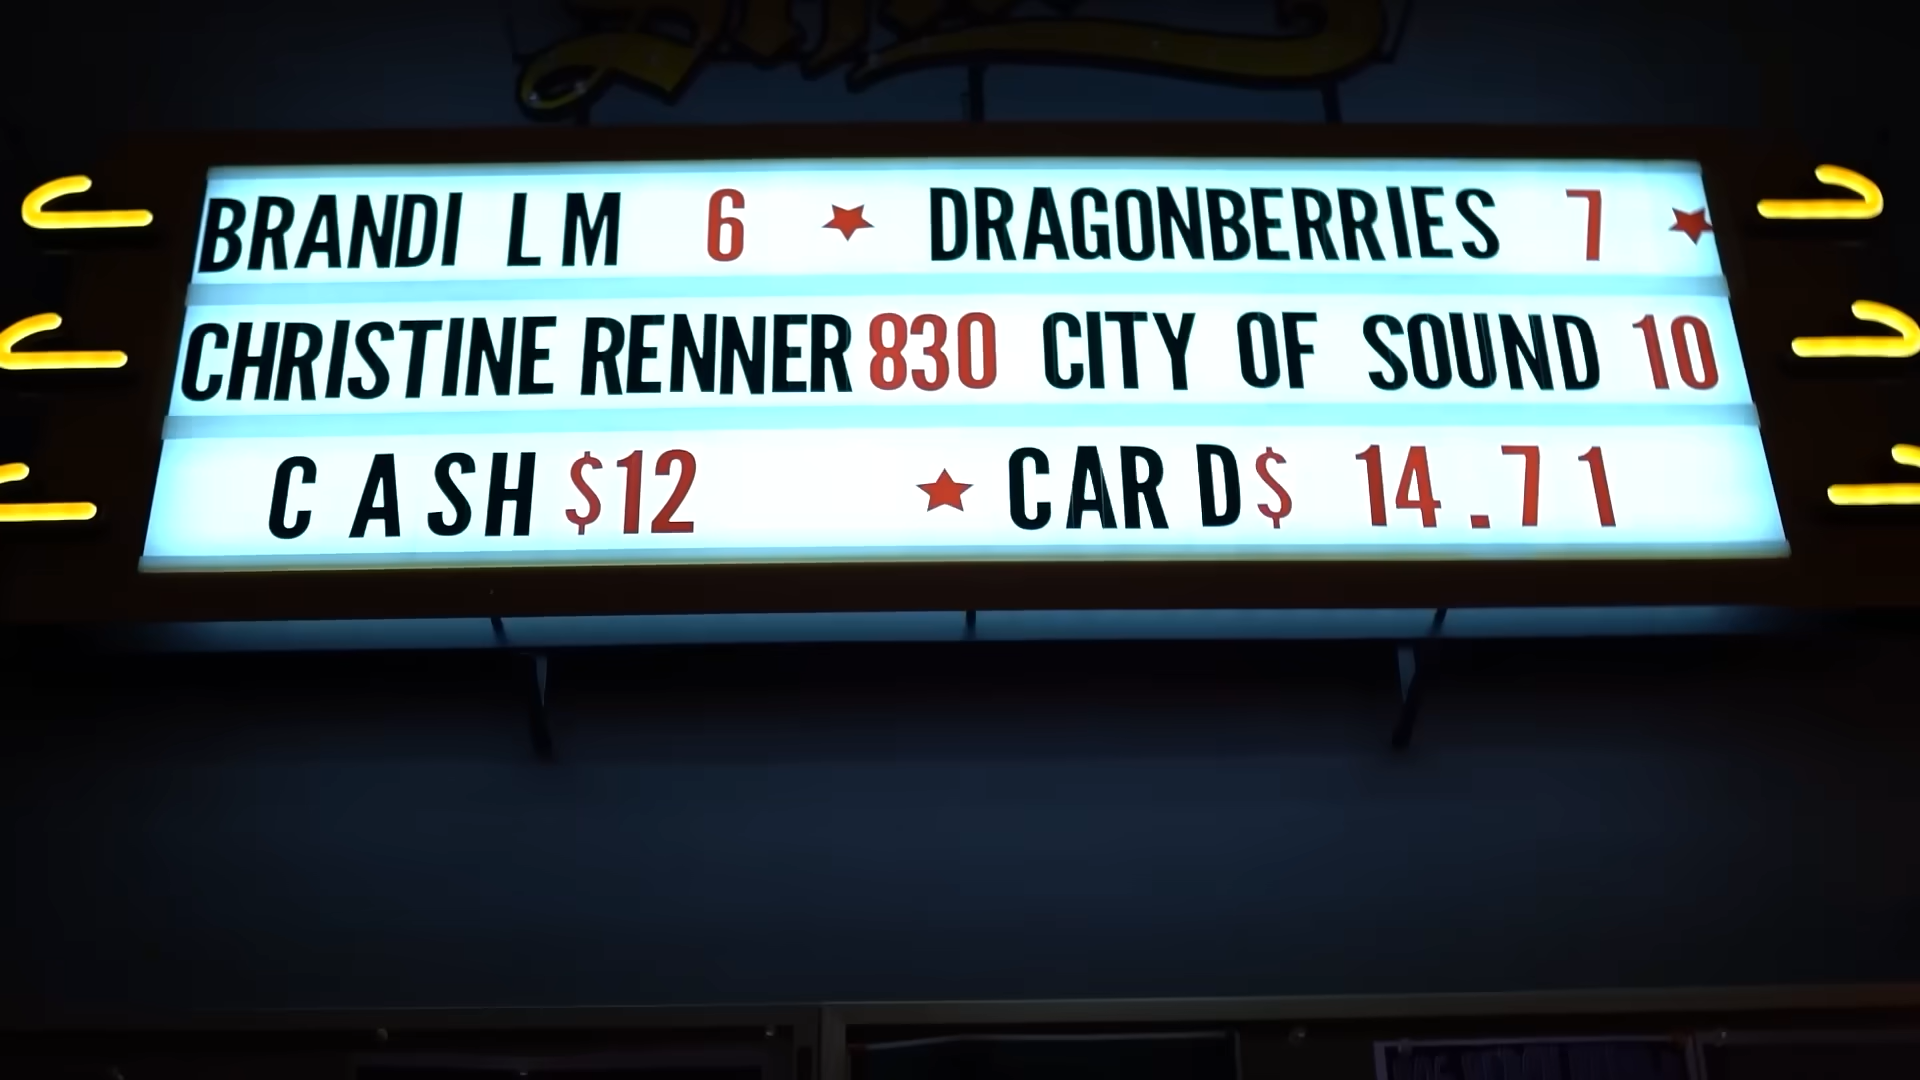 BRANDI LM 6 ★ DRAGONBERRIES 7 ★
CHRISTINE RENNER 830 CITY OF SOUND 10
CASH $12 ★ CARD $ 14.71